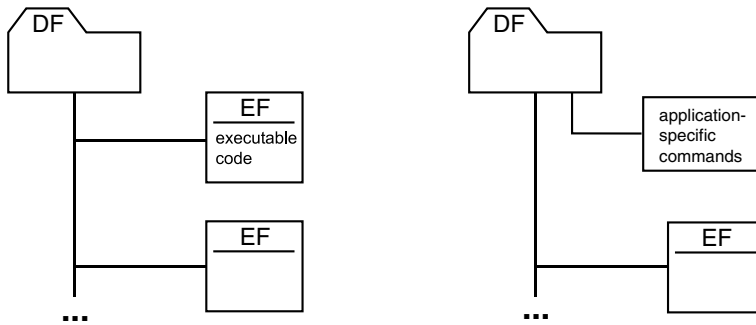 DF
EF
executable
code
EF
...
DF
application-
specific
commands
EF
...